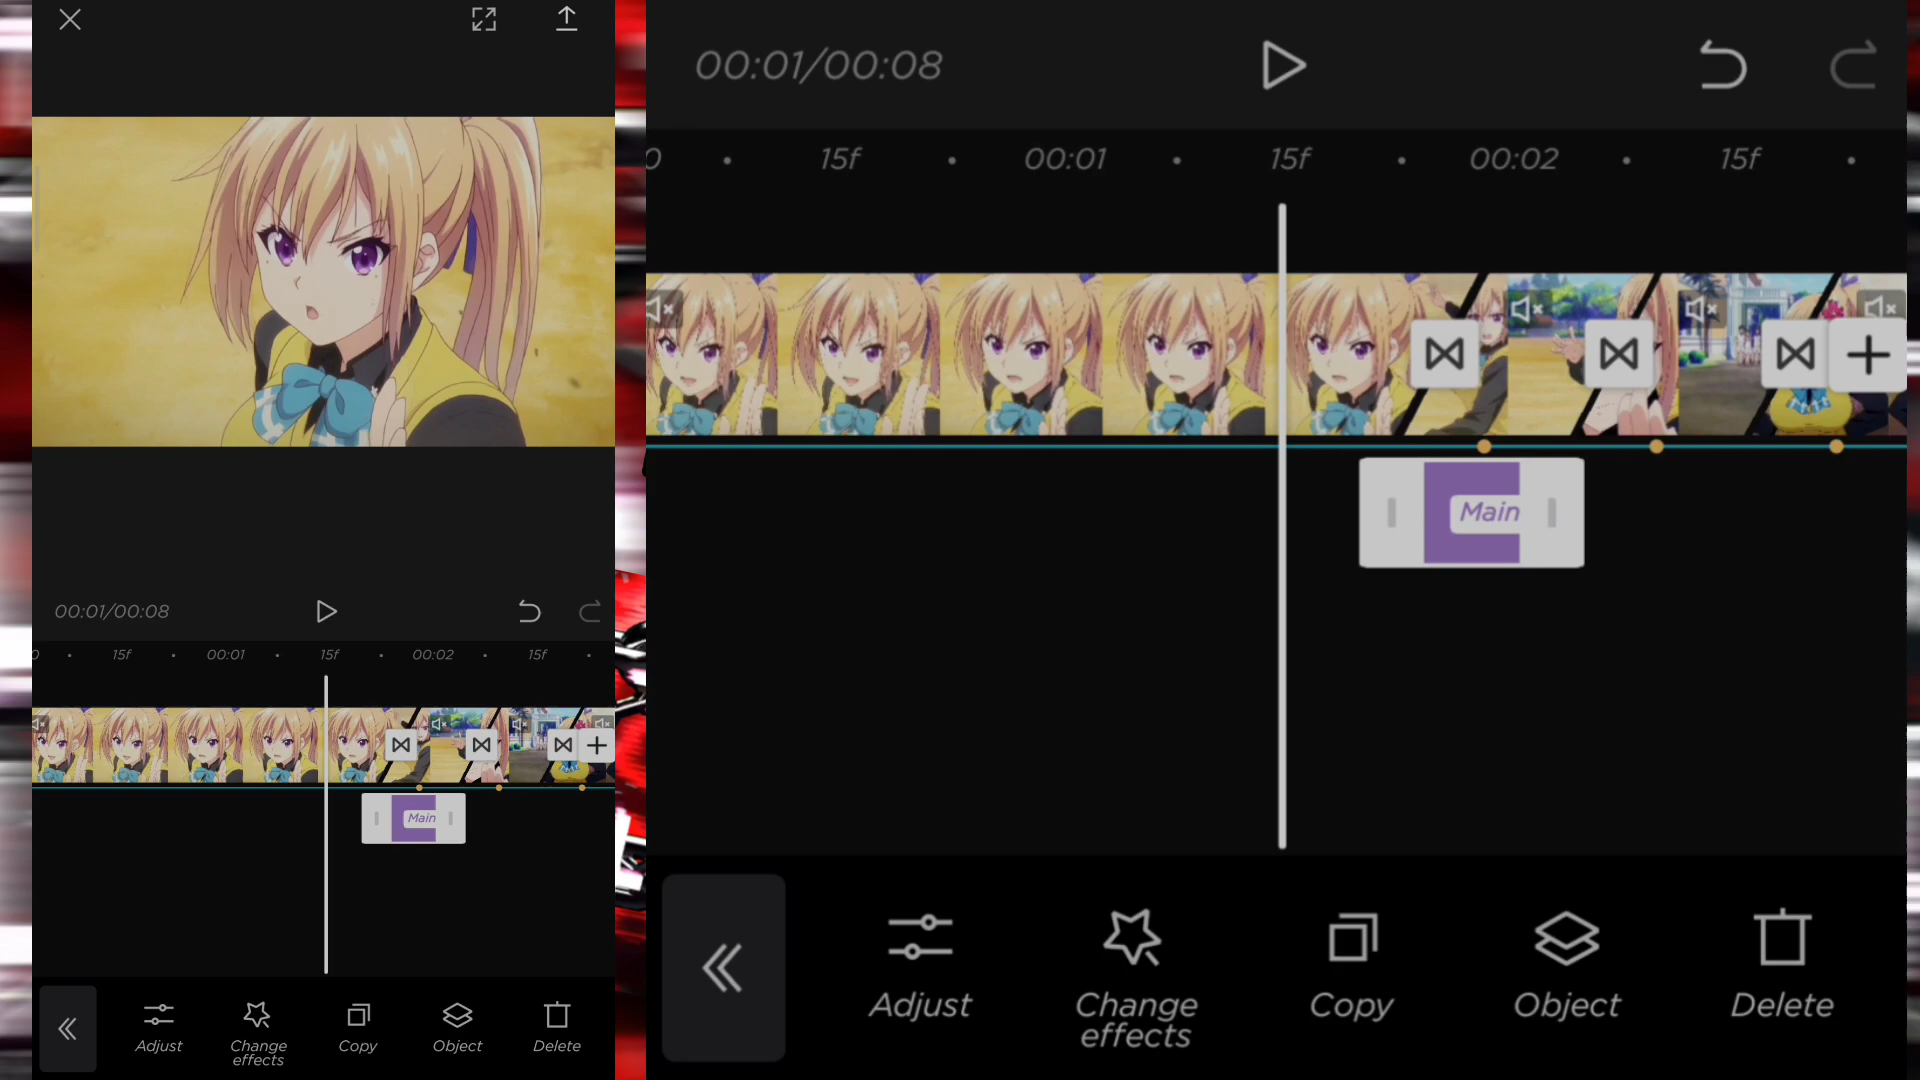 00:01/00:08
0 15f 00:01 15f 00:02 15f
Main
Adjust
Change
effects
Copy
Object
Delete
00:01/00:08
0 15f 00:01 15f 00:02 15f
Main
Adjust
Change
effects
Copy
Object
Delete